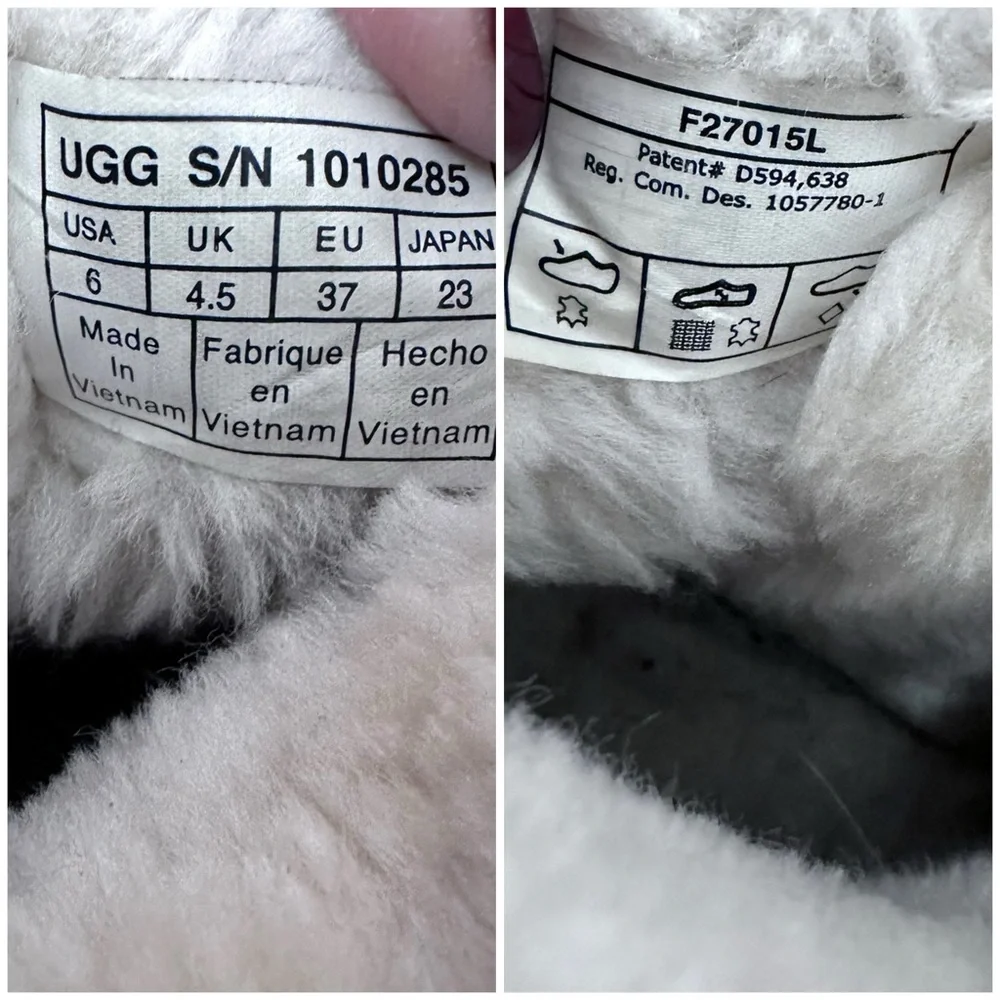 UGG S/N 1010285
USA UK EU JAPAN
6 4.5 37 23
Made In Vietnam
Fabrique en Vietnam
Hecho en Vietnam
F27015L
Patent# D594,638
Reg. Com. Des. 1057780-1